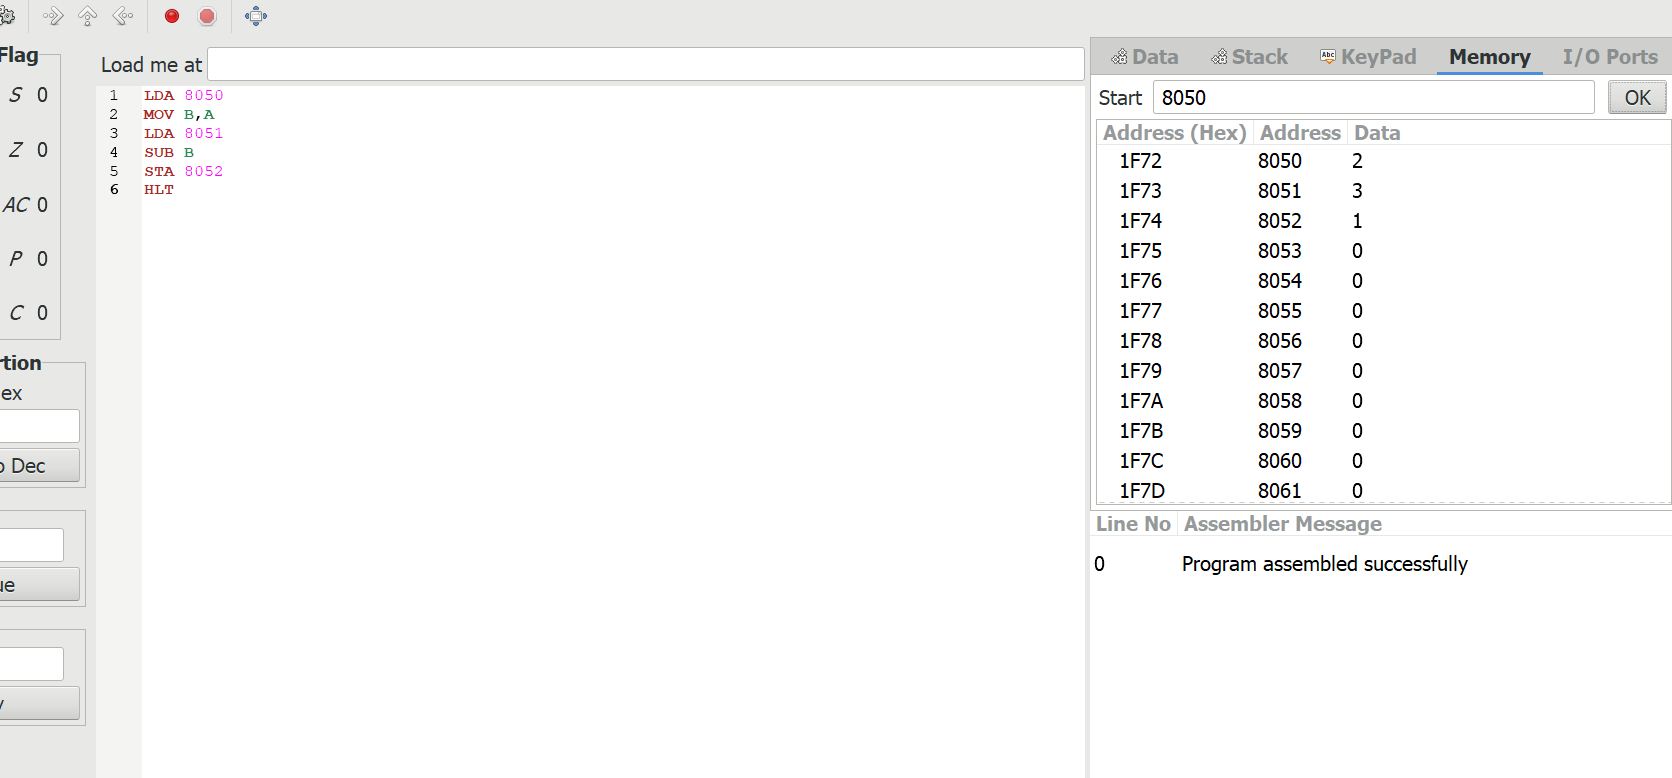 Flag
S 0
Z 0
AC 0
P 0
C 0
rtion
ex
o Dec
ue
y
Load me at
1 LDA 8050
2 MOV B,A
3 LDA 8051
4 SUB B
5 STA 8052
6 HLT
Data Stack Abc KeyPad Memory I/O Ports
Start 8050 OK
Address (Hex) Address Data
1F72 8050 2
1F73 8051 3
1F74 8052 1
1F75 8053 0
1F76 8054 0
1F77 8055 0
1F78 8056 0
1F79 8057 0
1F7A 8058 0
1F7B 8059 0
1F7C 8060 0
1F7D 8061 0
Line No Assembler Message
0 Program assembled successfully